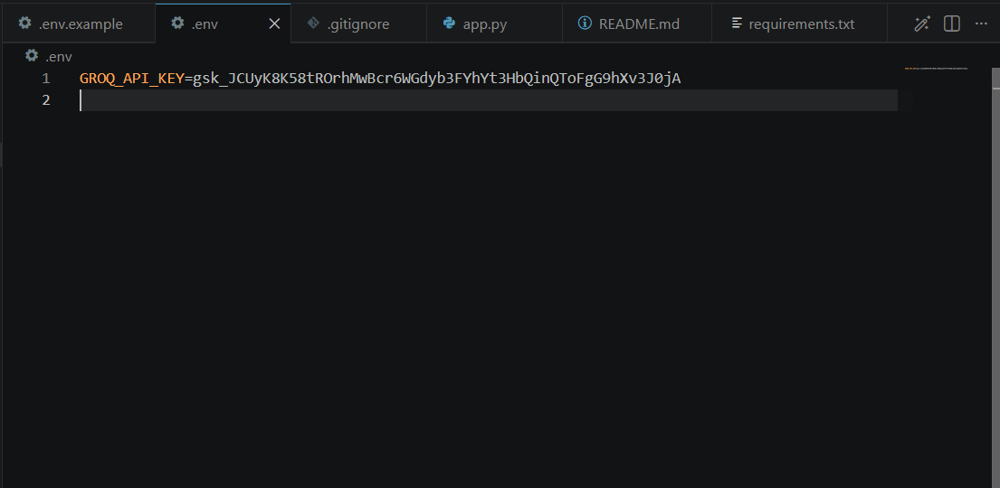 .env.example
.env
.gitignore
app.py
README.md
requirements.txt
.env
1 GROQ_API_KEY=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
2